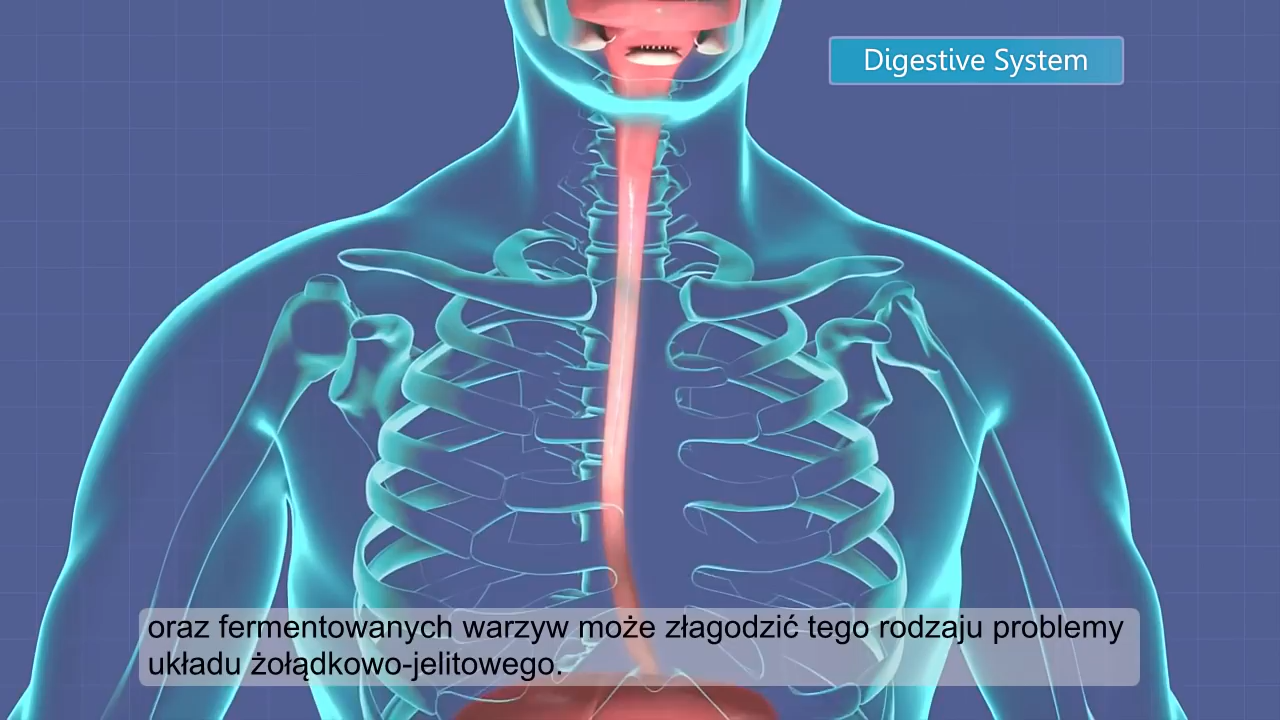 Digestive System
oraz fermentowanych warzyw może złagodzić tego rodzaju problemy
układu żołądkowo-jelitowego.